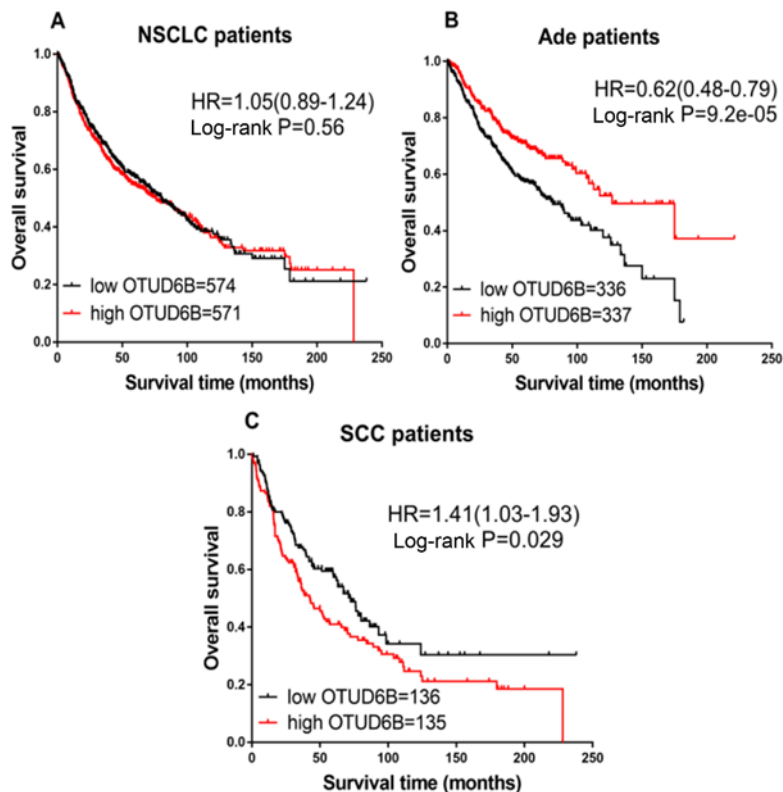 A
NSCLC patients
HR=1.05(0.89-1.24)
Log-rank P=0.56
Overall survival
1.0
0.8
0.6
0.4
0.2
0.0
low OTUD6B=574
high OTUD6B=571
0 50 100 150 200 250
Survival time (months)
B
Ade patients
HR=0.62(0.48-0.79)
Log-rank P=9.2e-05
Overall survival
1.0
0.8
0.6
0.4
0.2
0.0
low OTUD6B=336
high OTUD6B=337
0 50 100 150 200 250
Survival time (months)
C
SCC patients
HR=1.41(1.03-1.93)
Log-rank P=0.029
Overall survival
1.0
0.8
0.6
0.4
0.2
0.0
low OTUD6B=136
high OTUD6B=135
0 50 100 150 200 250
Survival time (months)